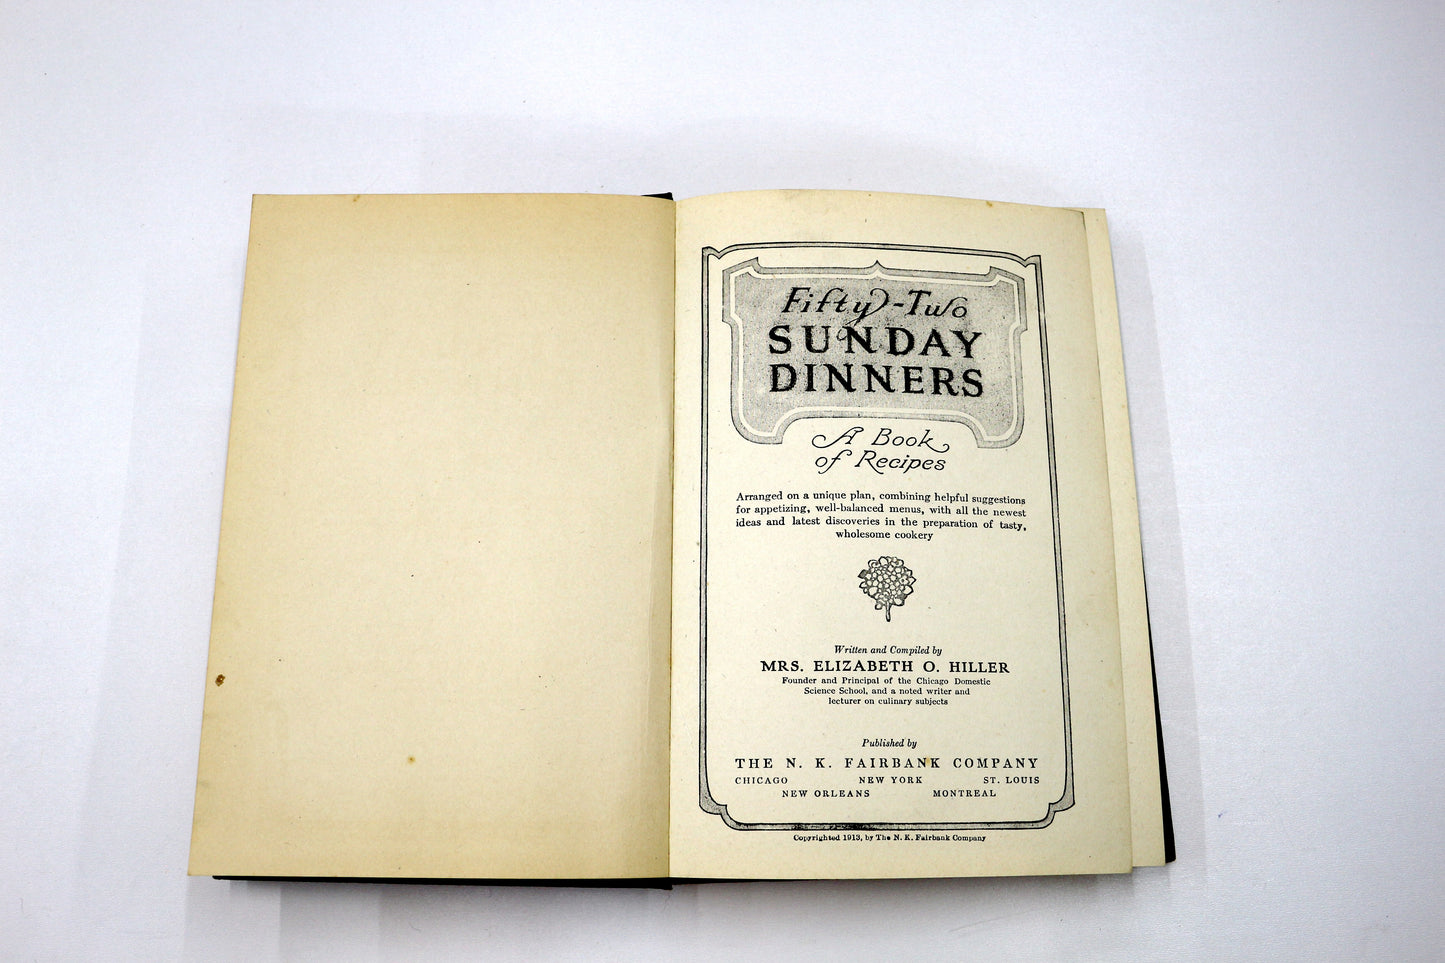 Fifty-Two
SUNDAY
DINNERS
A Book
of Recipes
Arranged on a unique plan, combining helpful suggestions
for appetizing, well-balanced menus, with all the newest
ideas and latest discoveries in the preparation of tasty,
wholesome cookery
Written and Compiled by
MRS. ELIZABETH O. HILLER
Founder and Principal of the Chicago Domestic
Science School, and a noted writer and
lecturer on culinary subjects
Published by
THE N. K. FAIRBANK COMPANY
CHICAGO NEW YORK ST. LOUIS
NEW ORLEANS MONTREAL
Copyrighted 1913, by The N. K. Fairbank Company